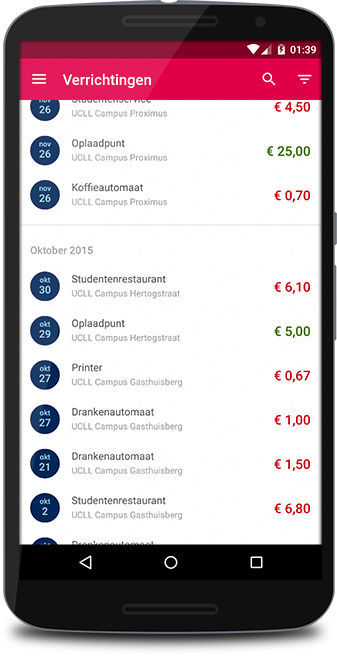 01:39
Verrichtingen
Studentenservice
26
UCLL Campus Proximus
€ 4,50
nov
26
Oplaadpunt
UCLL Campus Proximus
€ 25,00
nov
26
Koffieautomaat
UCLL Campus Proximus
€ 0,70
Oktober 2015
okt
30
Studentenrestaurant
UCLL Campus Hertogstraat
€ 6,10
okt
29
Oplaadpunt
UCLL Campus Hertogstraat
€ 5,00
okt
27
Printer
UCLL Campus Gasthuisberg
€ 0,67
okt
27
Drankenautomaat
UCLL Campus Gasthuisberg
€ 1,00
okt
21
Drankenautomaat
UCLL Campus Gasthuisberg
€ 1,50
okt
2
Studentenrestaurant
UCLL Campus Gasthuisberg
€ 6,80
okt
Drankenautomaat